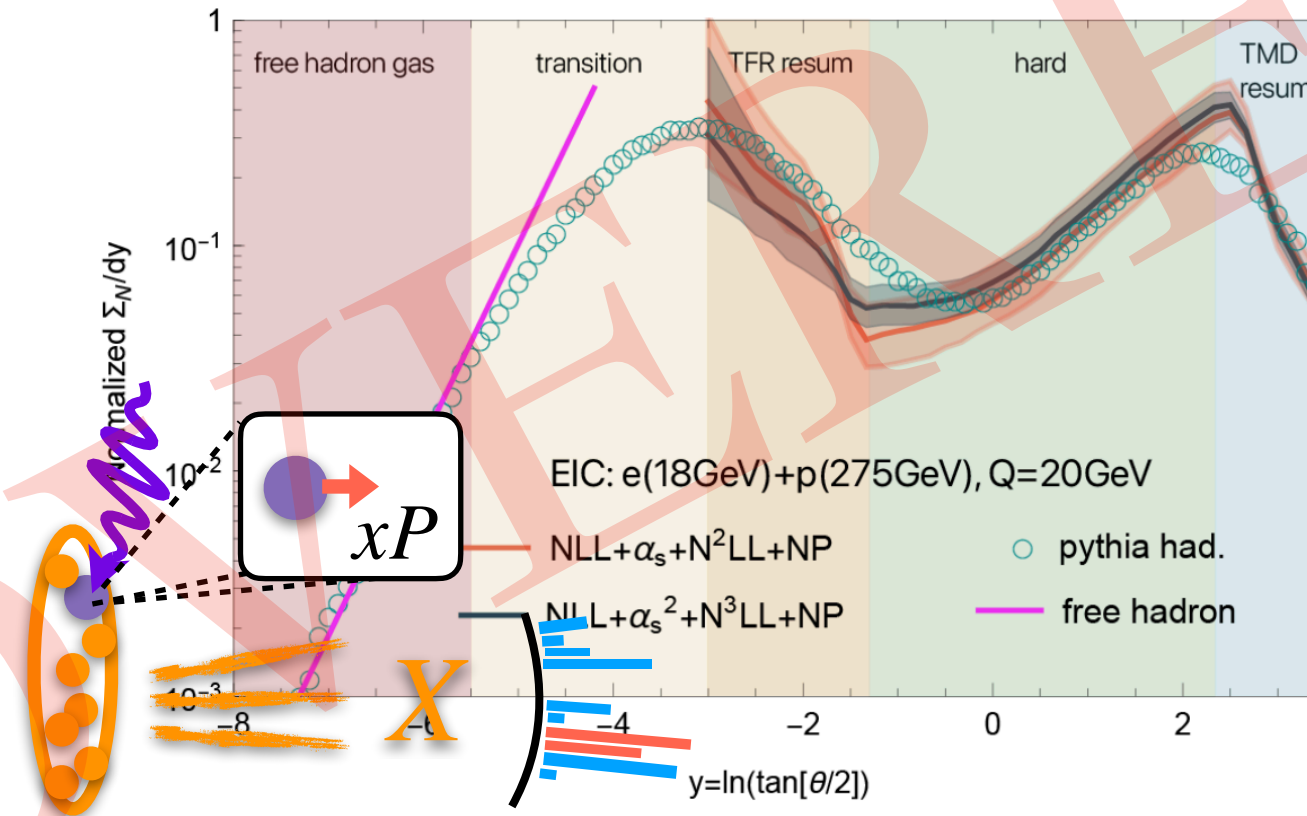 1
free hadron gas
transition
TFR resum
hard
TMD
resum
10⁻¹
10⁻²
10⁻³
Normalized Σ_N/dy
xP
EIC: e(18GeV)+p(275GeV), Q=20GeV
NLL+αₛ+N²LL+NP
pythia had.
NLL+αₛ²+N³LL+NP
free hadron
X
−8
−6
−4
−2
0
2
y=ln(tan[θ/2])